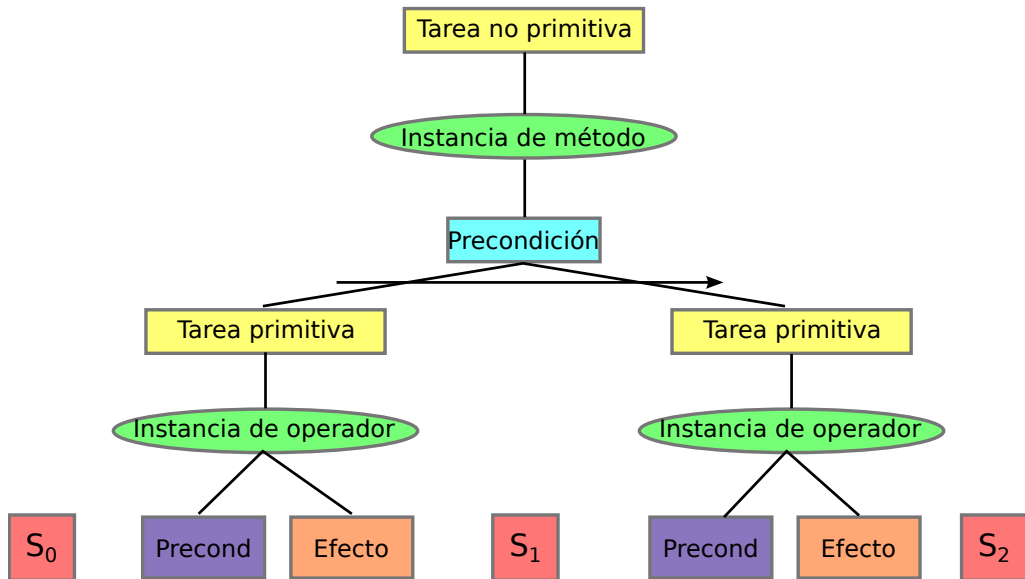 Tarea no primitiva
Instancia de método
Precondición
Tarea primitiva
Tarea primitiva
Instancia de operador
Instancia de operador
S₀
Precond
Efecto
S₁
Precond
Efecto
S₂